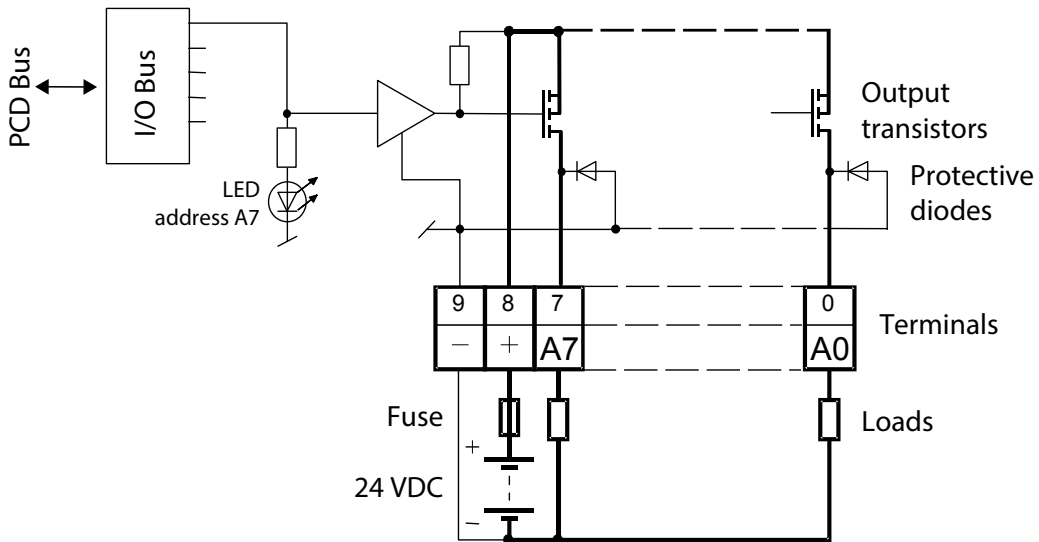 PCD Bus
I/O Bus
LED
address A7
Output
transistors
Protective
diodes
9
8
7
0
−
+
A7
A0
Terminals
Fuse
Loads
+
24 VDC
−